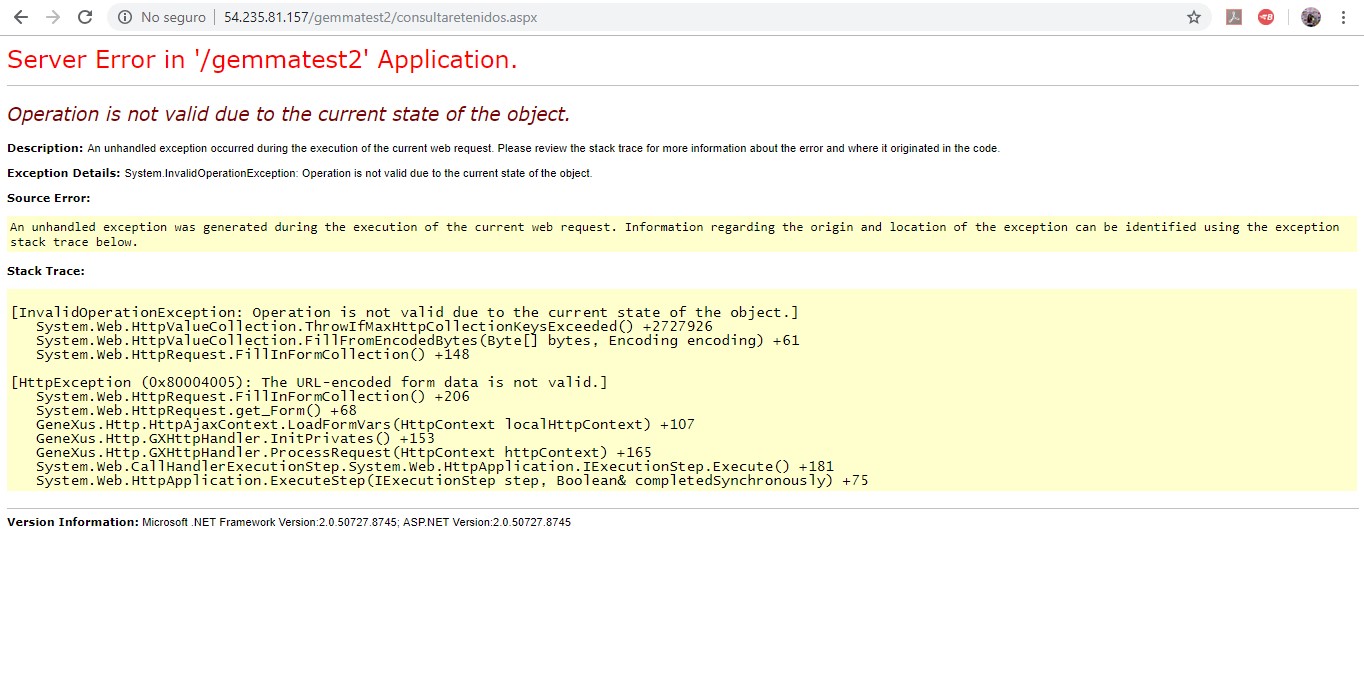 No seguro
54.235.81.157/gemmatest2/consultaretenidos.aspx
Server Error in '/gemmatest2' Application.
Operation is not valid due to the current state of the object.
Description: An unhandled exception occurred during the execution of the current web request. Please review the stack trace for more information about the error and where it originated in the code.
Exception Details: System.InvalidOperationException: Operation is not valid due to the current state of the object.
Source Error:
An unhandled exception was generated during the execution of the current web request. Information regarding the origin and location of the exception can be identified using the exception
stack trace below.
Stack Trace:
[InvalidOperationException: Operation is not valid due to the current state of the object.]
System.Web.HttpValueCollection.ThrowIfMaxHttpCollectionKeysExceeded() +2727926
System.Web.HttpValueCollection.FillFromEncodedBytes(Byte[] bytes, Encoding encoding) +61
System.Web.HttpRequest.FillInFormCollection() +148
[HttpException (0x80004005): The URL-encoded form data is not valid.]
System.Web.HttpRequest.FillInFormCollection() +206
System.Web.HttpRequest.get_Form() +68
GeneXus.Http.HttpAjaxContext.LoadFormVars(HttpContext localHttpContext) +107
GeneXus.Http.GXHttpHandler.InitPrivates() +153
GeneXus.Http.GXHttpHandler.ProcessRequest(HttpContext httpContext) +165
System.Web.CallHandlerExecutionStep.System.Web.HttpApplication.IExecutionStep.Execute() +181
System.Web.HttpApplication.ExecuteStep(IExecutionStep step, Boolean& completedSynchronously) +75
Version Information: Microsoft .NET Framework Version:2.0.50727.8745; ASP.NET Version:2.0.50727.8745